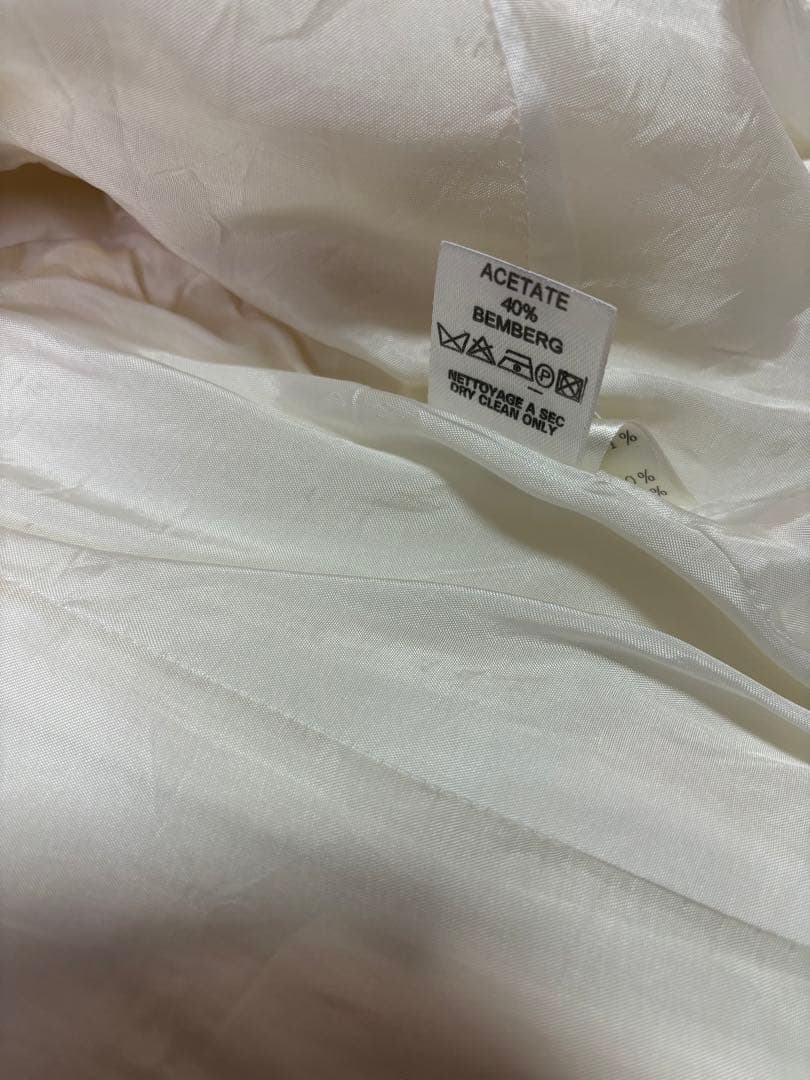 ACETATE
40%
BEMBERG
P
NETTOYAGE A SEC
DRY CLEAN ONLY
%
%
%